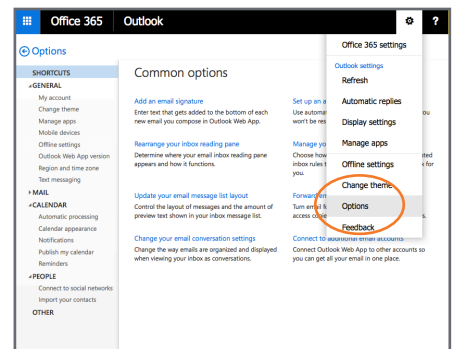 Office 365 Outlook ?
Options
SHORTCUTS
GENERAL
My account
Change theme
Manage apps
Mobile devices
Offline settings
Outlook Web App version
Region and time zone
Text messaging
MAIL
CALENDAR
Automatic processing
Calendar appearance
Notifications
Publish my calendar
Reminders
PEOPLE
Connect to social networks
Import your contacts
OTHER
Common options
Add an email signature
Enter text that gets added to the bottom of each
new email you compose in Outlook Web App.
Rearrange your inbox reading pane
Determine where your email inbox reading pane
appears and how it functions.
Update your email message list layout
Control the layout of messages and the amount of
preview text shown in your inbox message list.
Change your email conversation settings
Change the way emails are organized and displayed
when viewing your inbox as conversations.
Set up an
Use
won't be
Manage
Choose how
inbox rules for
you.
Forward
Turn email
access
Connect to additional email accounts
Connect Outlook Web App to other accounts so
you can get all your email in one place.
Office 365 settings
Outlook settings
Refresh
Automatic replies
Display settings
Manage apps
Offline settings
Change theme
Options
Feedback